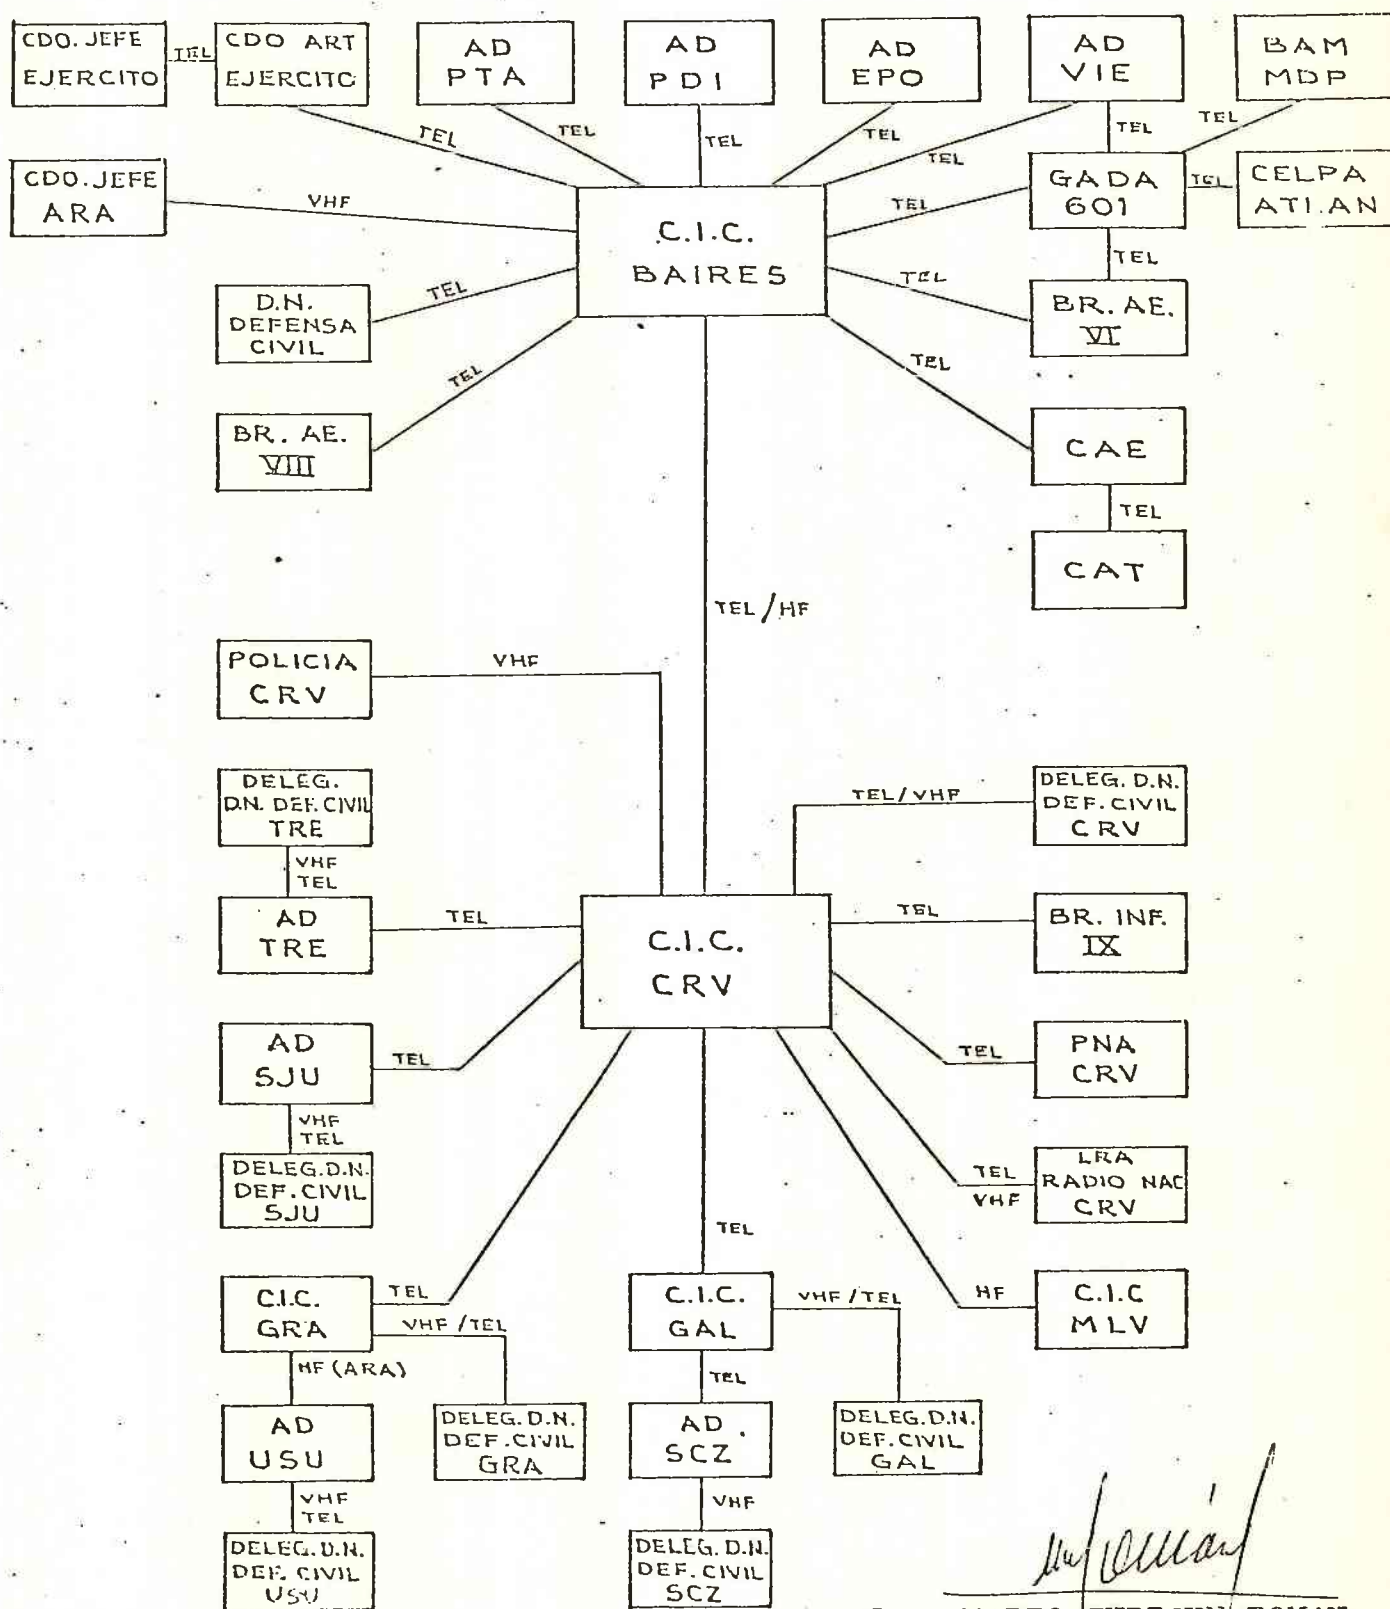 CDO. JEFE
EJERCITO
TEL
CDO ART
EJERCITO
AD
PTA
AD
PDI
AD
EPO
AD
VIE
BAM
MDP
TEL
TEL
TEL
TEL
TEL
TEL
TEL
CDO. JEFE
ARA
VHF
C.I.C.
BAIRES
TEL
GADA
601
TEL
CELPA
ATLAN
TEL
D.N.
DEFENSA
CIVIL
TEL
TEL
BR. AE.
VI
BR. AE.
VIII
TEL
TEL
CAE
TEL
CAT
TEL/HF
POLICIA
CRV
VHF
DELEG.
D.N. DEF. CIVIL
TRE
VHF
TEL
TEL/VHF
DELEG. D.N.
DEF. CIVIL
CRV
AD
TRE
TEL
C.I.C.
CRV
TEL
BR. INF.
IX
AD
SJU
TEL
VHF
TEL
DELEG. D.N.
DEF. CIVIL
SJU
TEL
PNA
CRV
TEL
VHF
LRA
RADIO NAC
CRV
TEL
C.I.C.
GRA
TEL
VHF/TEL
HF (ARA)
C.I.C.
GAL
VHF/TEL
HF
C.I.C
MLV
TEL
AD
USU
DELEG. D.N.
DEF. CIVIL
GRA
AD
SCZ
DELEG. D.N.
DEF. CIVIL
GAL
VHF
TEL
VHF
DELEG. D.N.
DEF. CIVIL
USU
DELEG. D.N.
DEF. CIVIL
SCZ